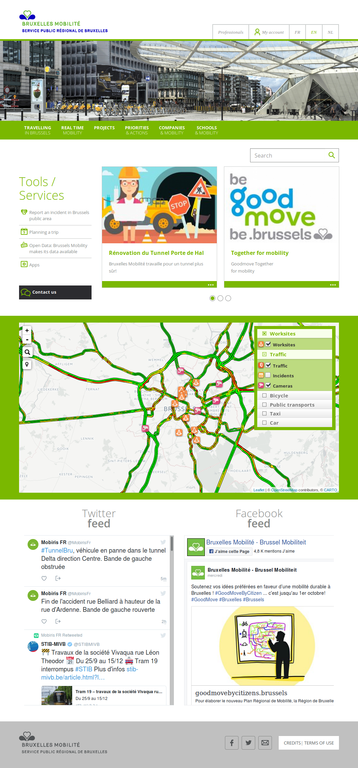 BRUXELLES MOBILITÉ
SERVICE PUBLIC RÉGIONAL DE BRUXELLES
Professionals
My account
FR
EN
NL
TRAVELLING
IN BRUSSELS
REAL TIME
MOBILITY
PROJECTS
PRIORITIES
& ACTIONS
COMPANIES
& MOBILITY
SCHOOLS
& MOBILITY
Search
Tools /
Services
Report an incident in Brussels
public area
Planning a trip
Open Data: Brussels Mobility
makes its data available
Apps
Contact us
STOP
Rénovation du Tunnel Porte de Hal
Bruxelles Mobilité travaille pour un tunnel plus
sûr!
be
good
move
be.brussels
Together for mobility
Goodmove Together
for mobility
+
-
Worksites
Worksites
Traffic
Traffic
Incidents
Cameras
Bicycle
Public transports
Taxi
Car
Leaflet | © OpenStreetMap contributors, © CARTO
Twitter
feed
Mobiris FR @MobirisFr
#TunnelBru, véhicule en panne dans le tunnel
Delta direction Centre. Bande de gauche
obstruée
Mobiris FR @MobirisFr
Fin de l'accident rue Belliard à hauteur de la
rue d'Ardenne. Bande de gauche rouverte
Mobiris FR Retweeted
STIB-MIVB @STIBMIVB
Travaux de la société Vivaqua rue Léon
Theodor Du 25/9 au 15/12 Tram 19
interrompus #STIB Plus d'infos stib-
mivb.be/article.html?l...
Tram 19 – travaux de la société Vivaqua ru...
Du 25/09 au 15/12
Facebook
feed
Bruxelles Mobilité - Brussel Mobiliteit
J'aime cette Page
4,8 K mentions J'aime
Bruxelles Mobilité - Brussel Mobiliteit
Soutenez vos idées préférées en faveur d'une mobilité durable à
Bruxelles ! #GoodMoveByCitizen ... c'est jusqu'au 1er octobre!
#GoodMove #Bruxelles #Brussels
goodmovebycitizens.brussels
Pour élaborer le nouveau Plan Régional de Mobilité, la Région de Bruxelle
BRUXELLES MOBILITÉ
SERVICE PUBLIC RÉGIONAL DE BRUXELLES
CREDITS | TERMS OF USE